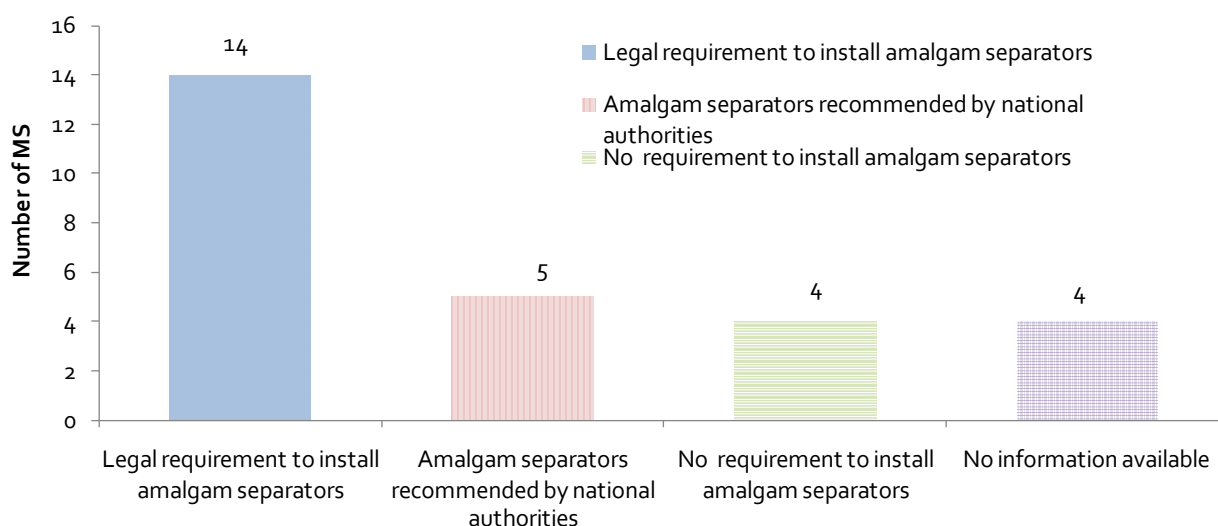 Number of MS
16
14
12
10
8
6
4
2
0
14
5
4
4
Legal requirement to install amalgam separators
Amalgam separators recommended by national
authorities
No requirement to install amalgam separators
Legal requirement to install
amalgam separators
Amalgam separators
recommended by national
authorities
No requirement to install
amalgam separators
No information available